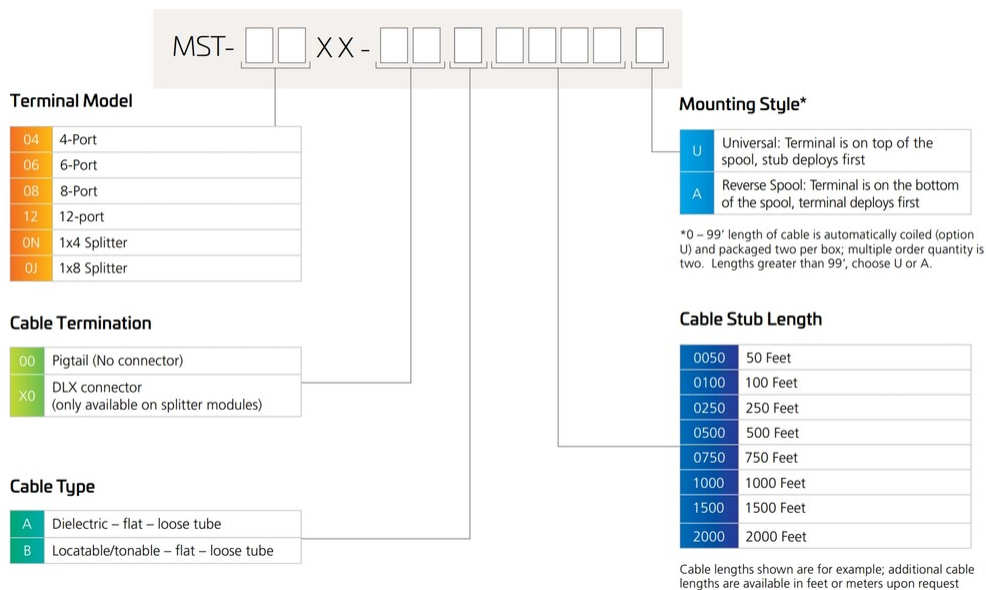 MST- XX-
Terminal Model
04 4-Port
06 6-Port
08 8-Port
12 12-port
0N 1x4 Splitter
0J 1x8 Splitter
Cable Termination
00 Pigtail (No connector)
X0 DLX connector
(only available on splitter modules)
Cable Type
A Dielectric – flat – loose tube
B Locatable/tonable – flat – loose tube
Mounting Style*
U Universal: Terminal is on top of the
spool, stub deploys first
A Reverse Spool: Terminal is on the bottom
of the spool, terminal deploys first
*0 – 99’ length of cable is automatically coiled (option
U) and packaged two per box; multiple order quantity is
two. Lengths greater than 99’, choose U or A.
Cable Stub Length
0050 50 Feet
0100 100 Feet
0250 250 Feet
0500 500 Feet
0750 750 Feet
1000 1000 Feet
1500 1500 Feet
2000 2000 Feet
Cable lengths shown are for example; additional cable
lengths are available in feet or meters upon request